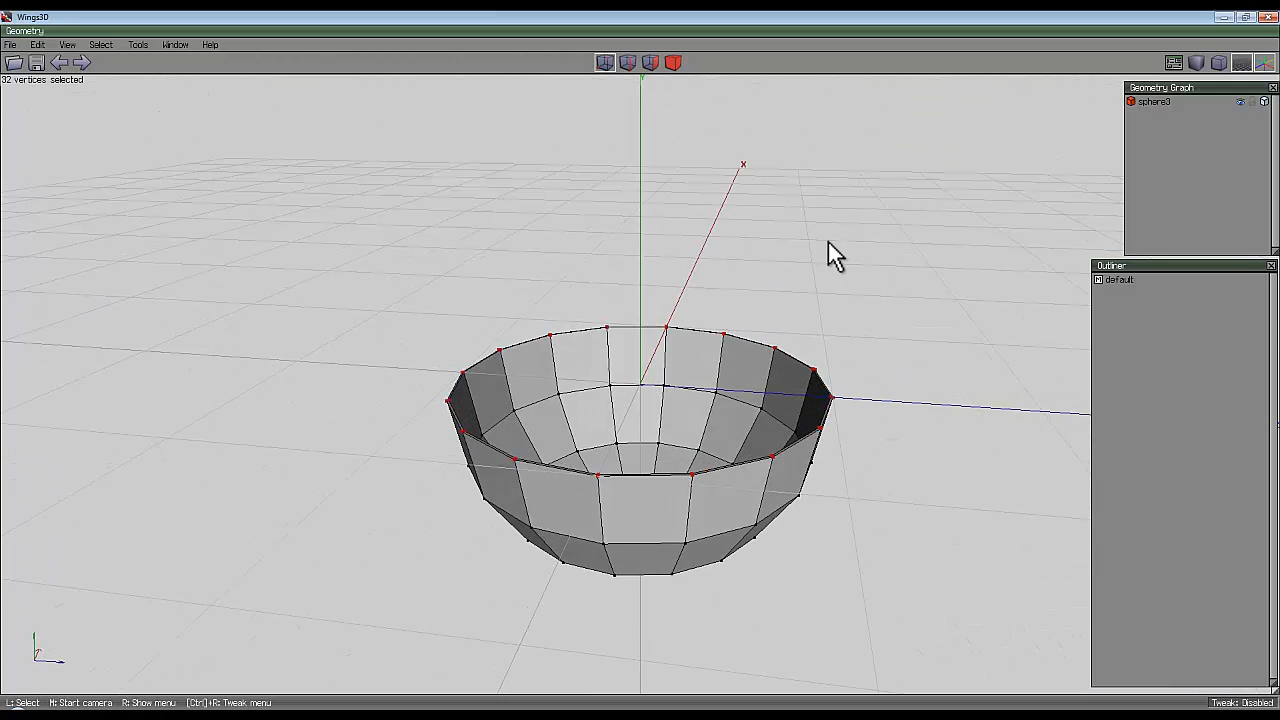 Wings3D
Geometry
File Edit View Select Tools Window Help
32 vertices selected
Geometry Graph
sphere3
Outliner
default
Y
X
L: Select M: Start camera R: Show menu [Ctrl]+R: Tweak menu
Tweak: Disabled